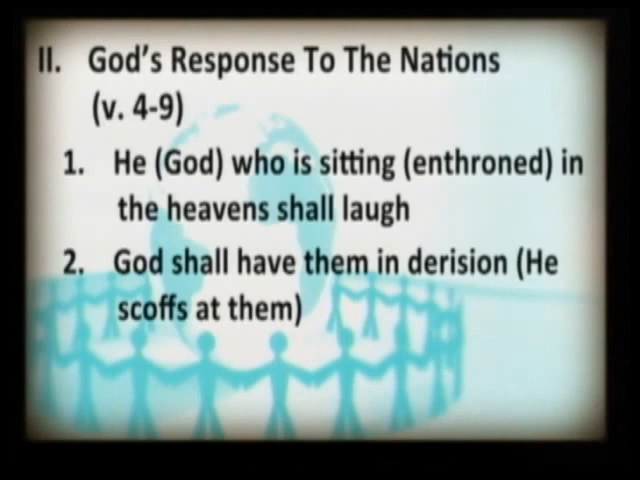 II. God's Response To The Nations
(v. 4-9)
1. He (God) who is sitting (enthroned) in
the heavens shall laugh
2. God shall have them in derision (He
scoffs at them)